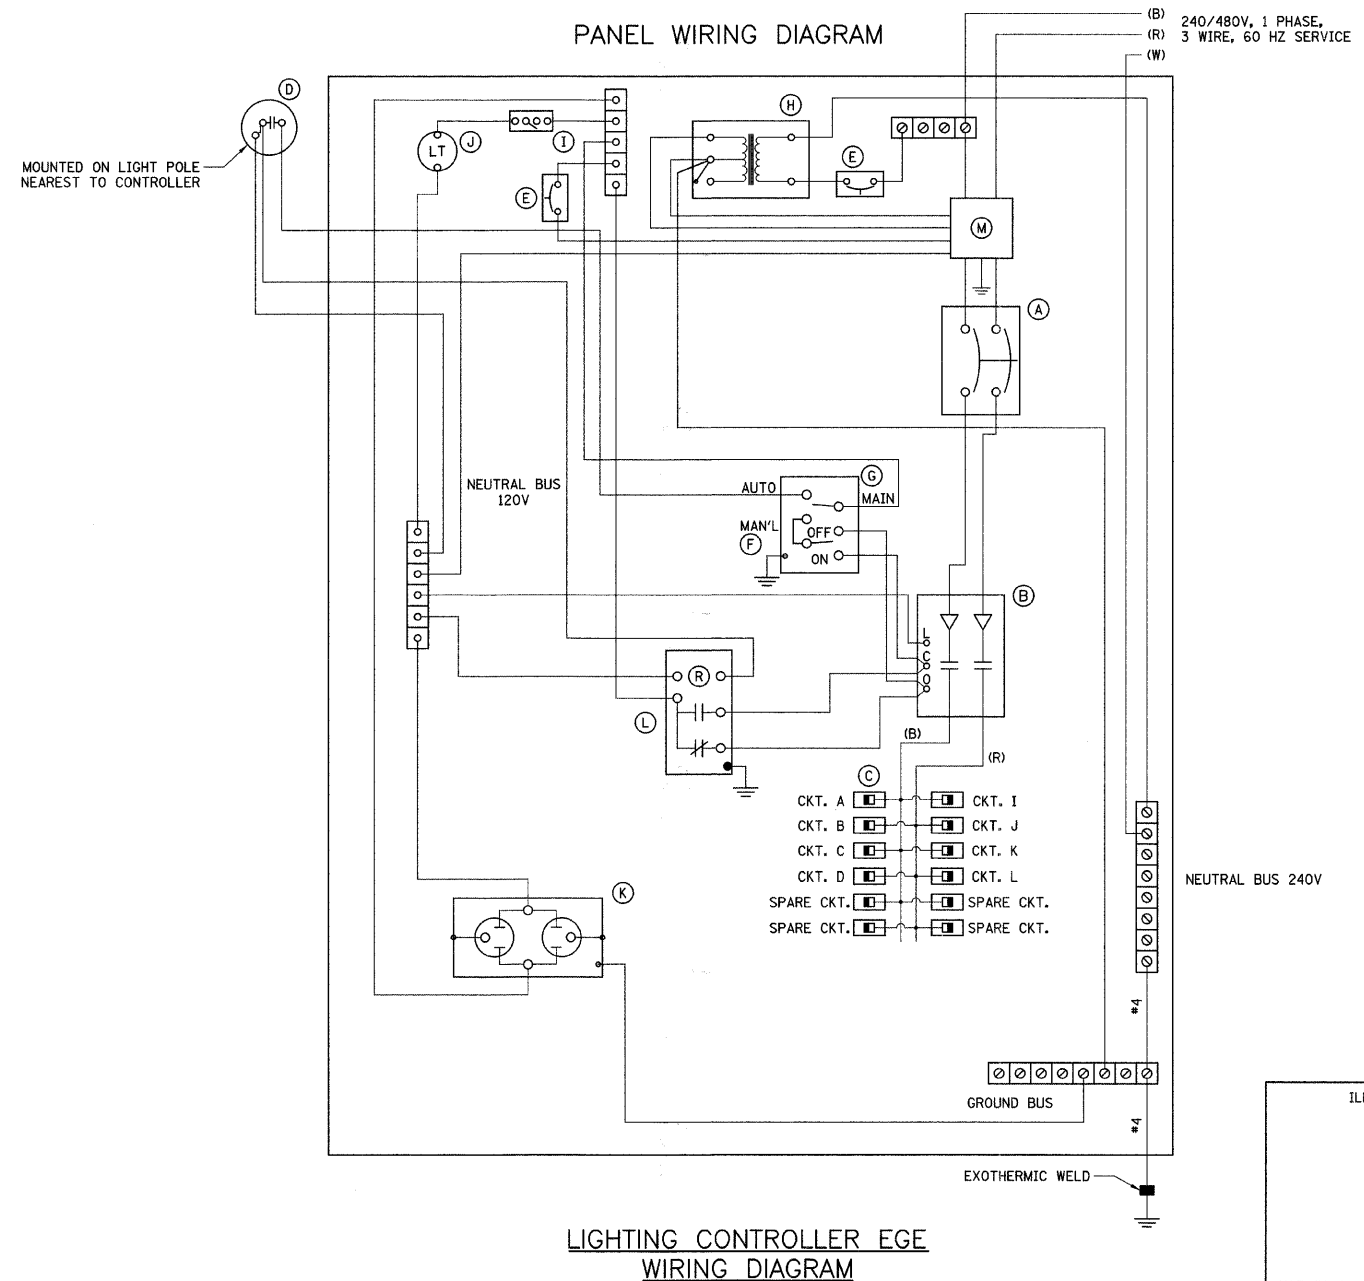 PANEL WIRING DIAGRAM
(B)
(R)
(W)
240/480V, 1 PHASE,
3 WIRE, 60 HZ SERVICE
D
MOUNTED ON LIGHT POLE
NEAREST TO CONTROLLER
LT
J
I
E
H
E
M
A
NEUTRAL BUS
120V
G
AUTO
MAIN
MAN'L
F
OFF
ON
B
L
C
O
R
L
(B)
(R)
C
CKT. A
CKT. I
CKT. B
CKT. J
CKT. C
CKT. K
CKT. D
CKT. L
SPARE CKT.
SPARE CKT.
SPARE CKT.
SPARE CKT.
NEUTRAL BUS 240V
K
#4
GROUND BUS
#4
EXOTHERMIC WELD
LIGHTING CONTROLLER EGE
WIRING DIAGRAM